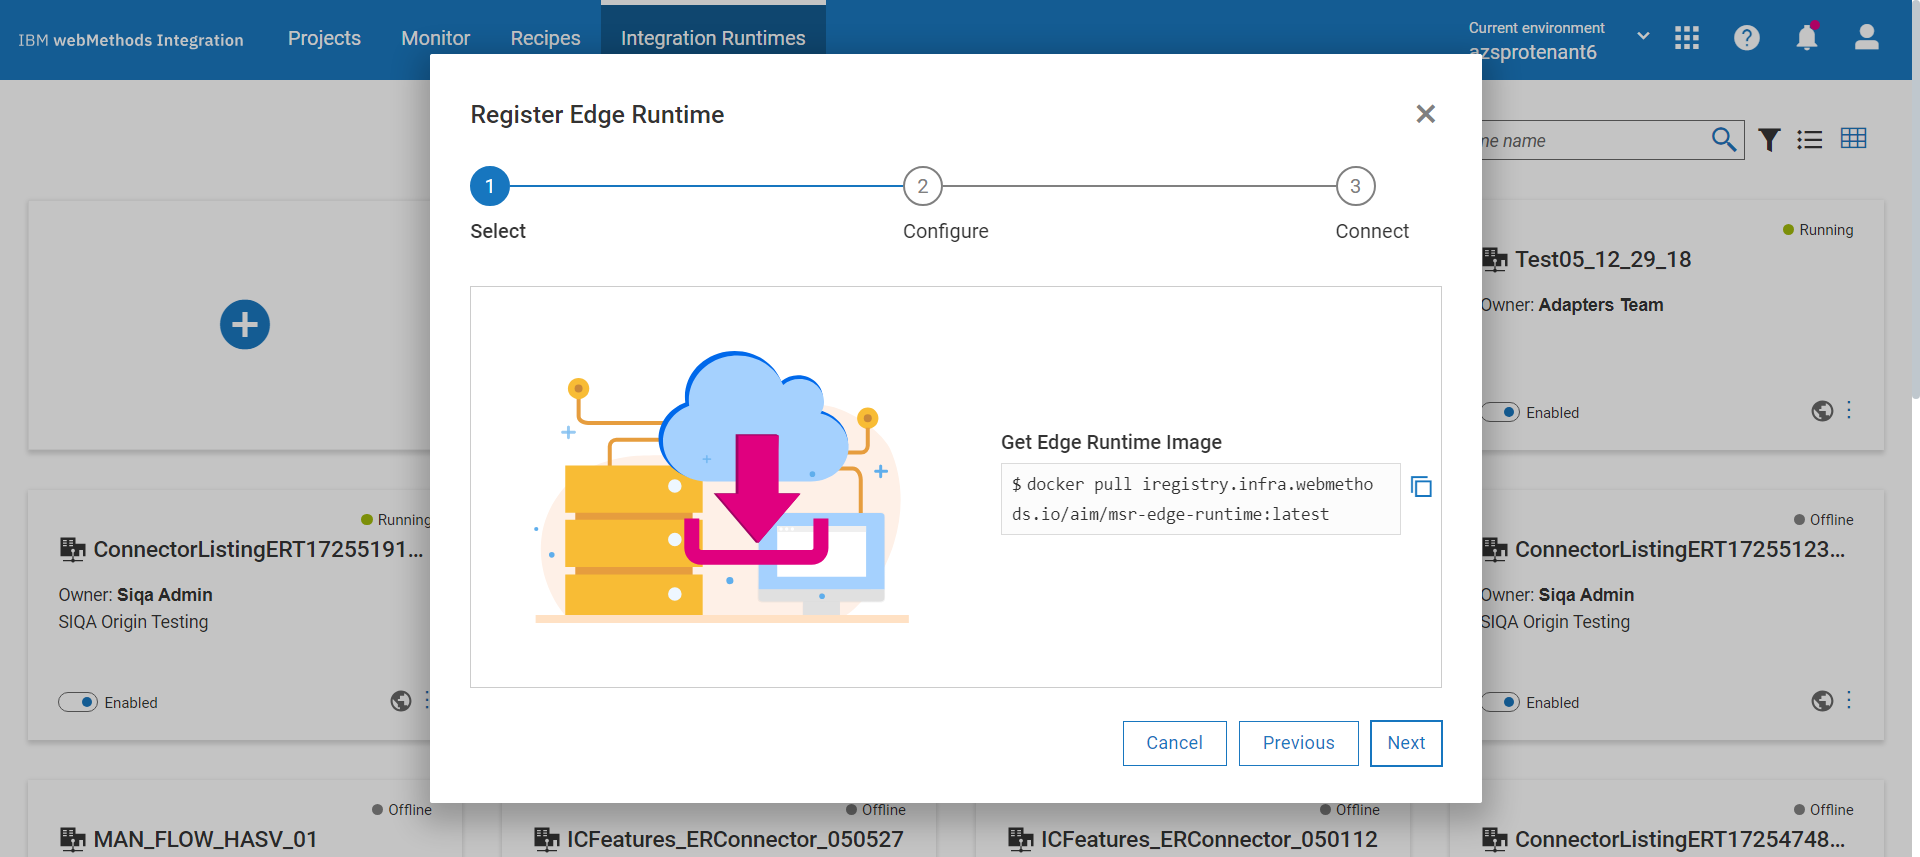 IBM webMethods Integration
Projects
Monitor
Recipes
Integration Runtimes
Current environment
azsprotenant6
Register Edge Runtime
1
2
3
Select
Configure
Connect
Get Edge Runtime Image
$ docker pull iregistry.infra.webmetho
ds.io/aim/msr-edge-runtime:latest
Cancel
Previous
Next
name
Running
Test05_12_29_18
Owner: Adapters Team
Enabled
Running
ConnectorListingERT17255191...
Owner: Siqa Admin
SIQA Origin Testing
Enabled
Offline
ConnectorListingERT17255123...
Owner: Siqa Admin
SIQA Origin Testing
Enabled
Offline
MAN_FLOW_HASV_01
Offline
ICFeatures_ERConnector_050527
Offline
ICFeatures_ERConnector_050112
Offline
ConnectorListingERT17254748...